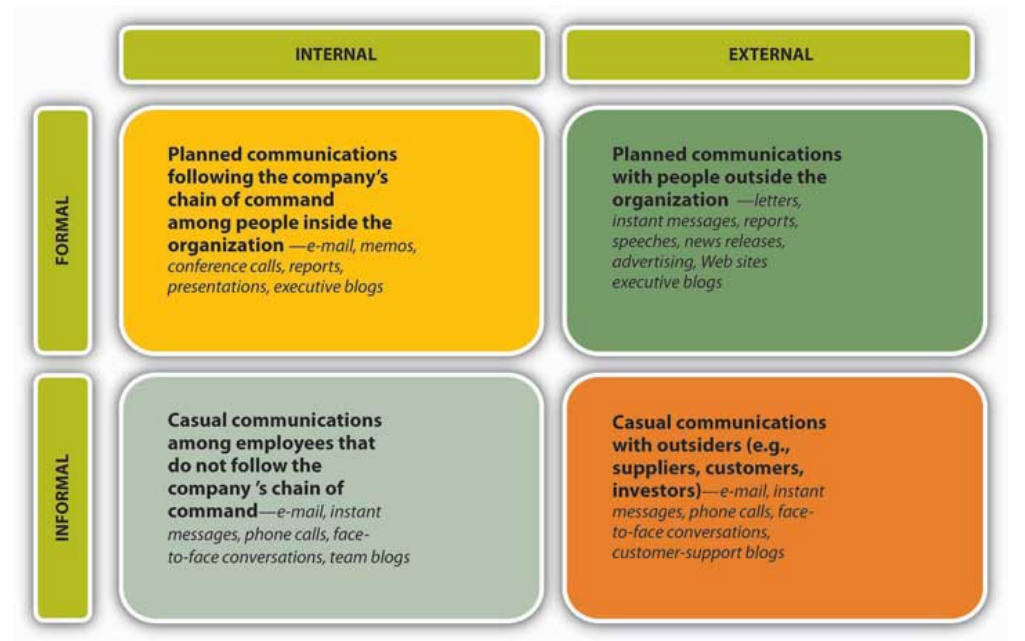 INTERNAL
EXTERNAL
FORMAL
Planned communications
following the company's
chain of command
among people inside the
organization —e-mail, memos,
conference calls, reports,
presentations, executive blogs
Planned communications
with people outside the
organization —letters,
instant messages, reports,
speeches, news releases,
advertising, Web sites
executive blogs
INFORMAL
Casual communications
among employees that
do not follow the
company 's chain of
command—e-mail, instant
messages, phone calls, face-
to-face conversations, team blogs
Casual communications
with outsiders (e.g.,
suppliers, customers,
investors)—e-mail, instant
messages, phone calls, face-
to-face conversations,
customer-support blogs